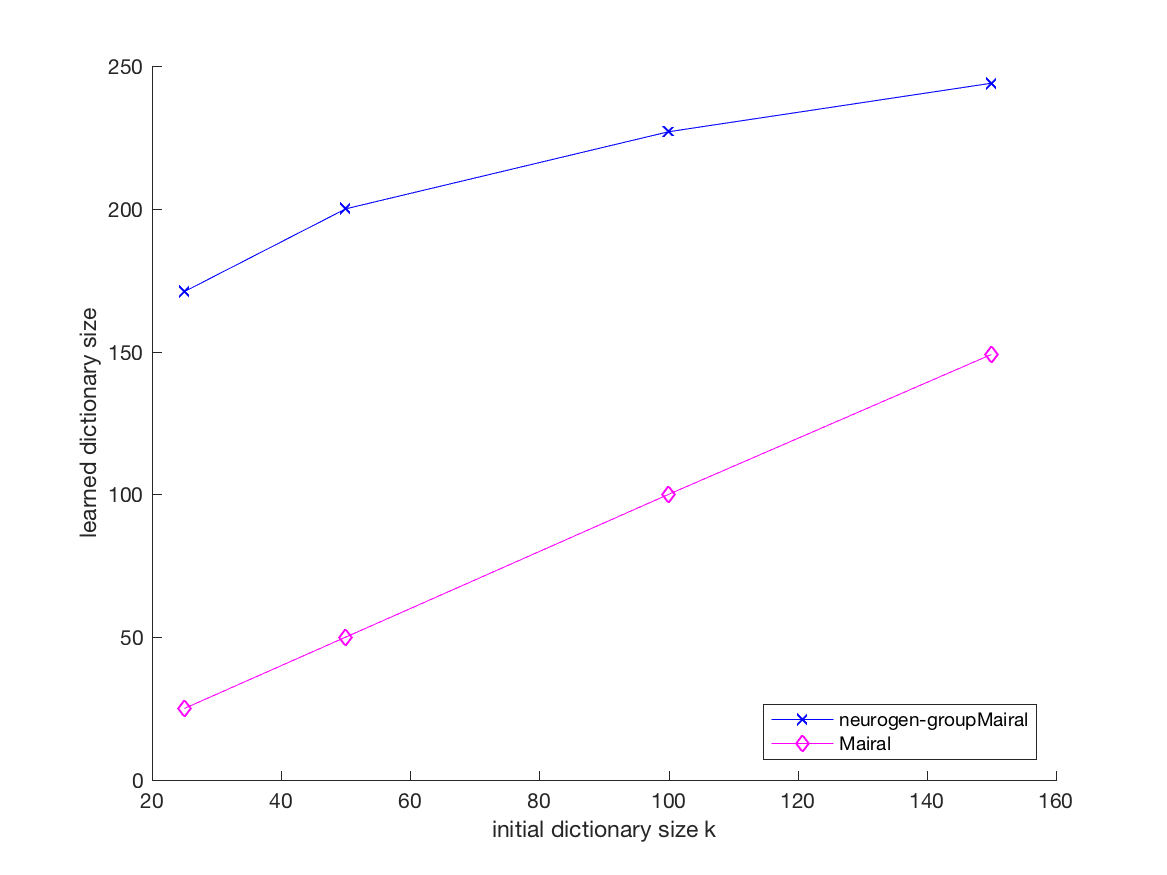 250
200
150
100
50
0
learned dictionary size
20 40 60 80 100 120 140 160
initial dictionary size k
neurogen-groupMairal
Mairal